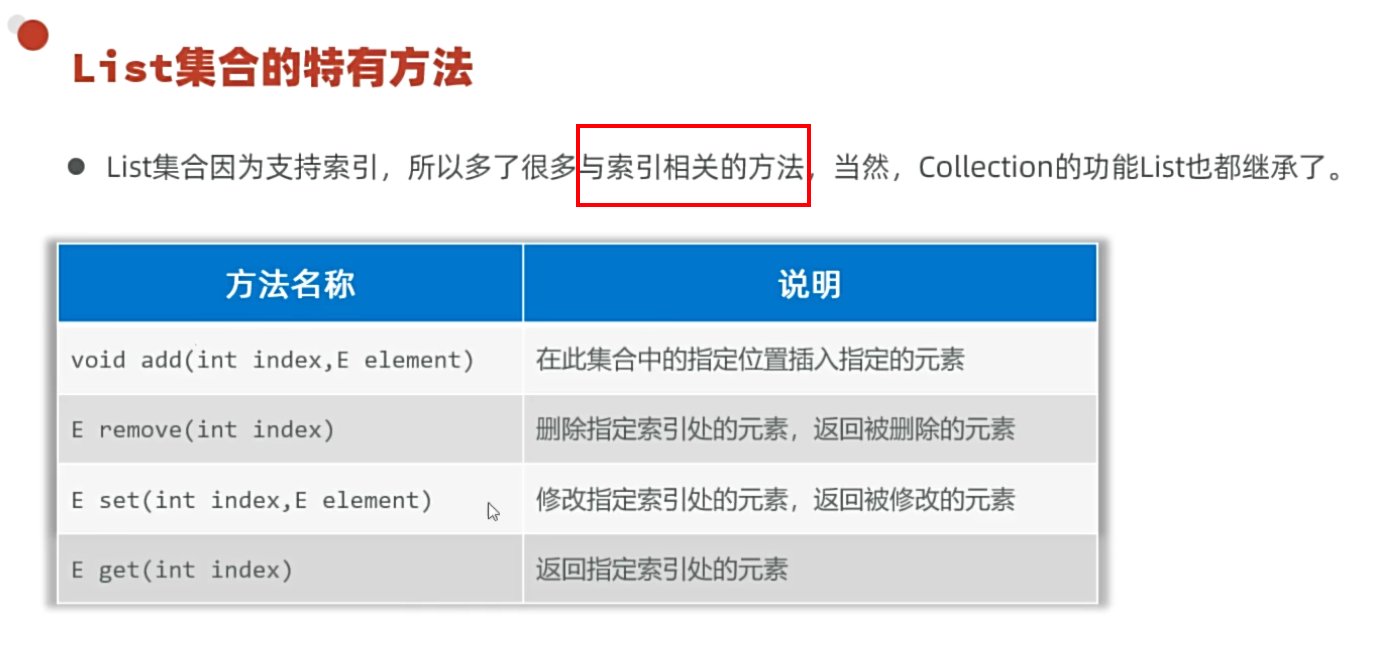 List集合的特有方法
List集合因为支持索引，所以多了很多与索引相关的方法，当然，Collection的功能List也都继承了。
方法名称 说明
void add(int index,E element) 在此集合中的指定位置插入指定的元素
E remove(int index) 删除指定索引处的元素，返回被删除的元素
E set(int index,E element) 修改指定索引处的元素，返回被修改的元素
E get(int index) 返回指定索引处的元素